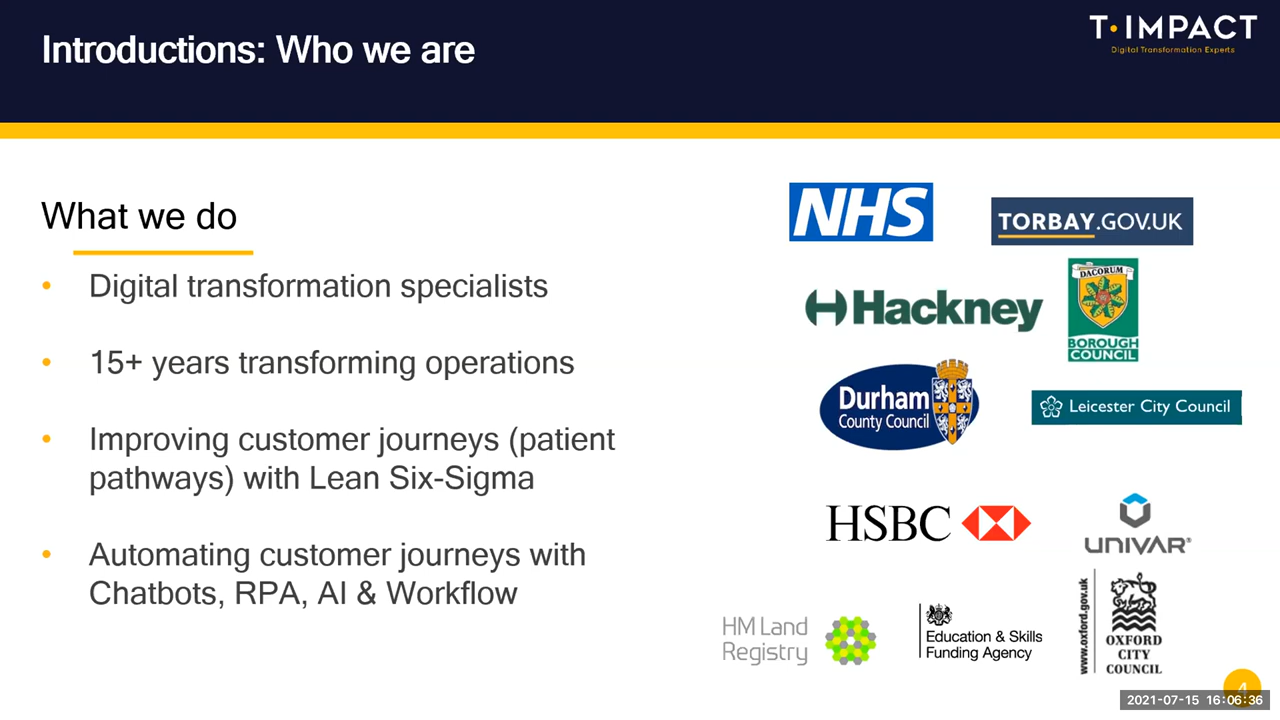 Introductions: Who we are
T·IMPACT
Digital Transformation Experts
What we do
• Digital transformation specialists
• 15+ years transforming operations
• Improving customer journeys (patient
pathways) with Lean Six-Sigma
• Automating customer journeys with
Chatbots, RPA, AI & Workflow
NHS
TORBAY.GOV.UK
Hackney
DACORUM
BOROUGH
COUNCIL
Durham
County Council
Leicester City Council
HSBC
UNIVAR®
HM Land
Registry
Education & Skills
Funding Agency
www.oxford.gov.uk
OXFORD
CITY
COUNCIL
4
2021-07-15 16:06:36